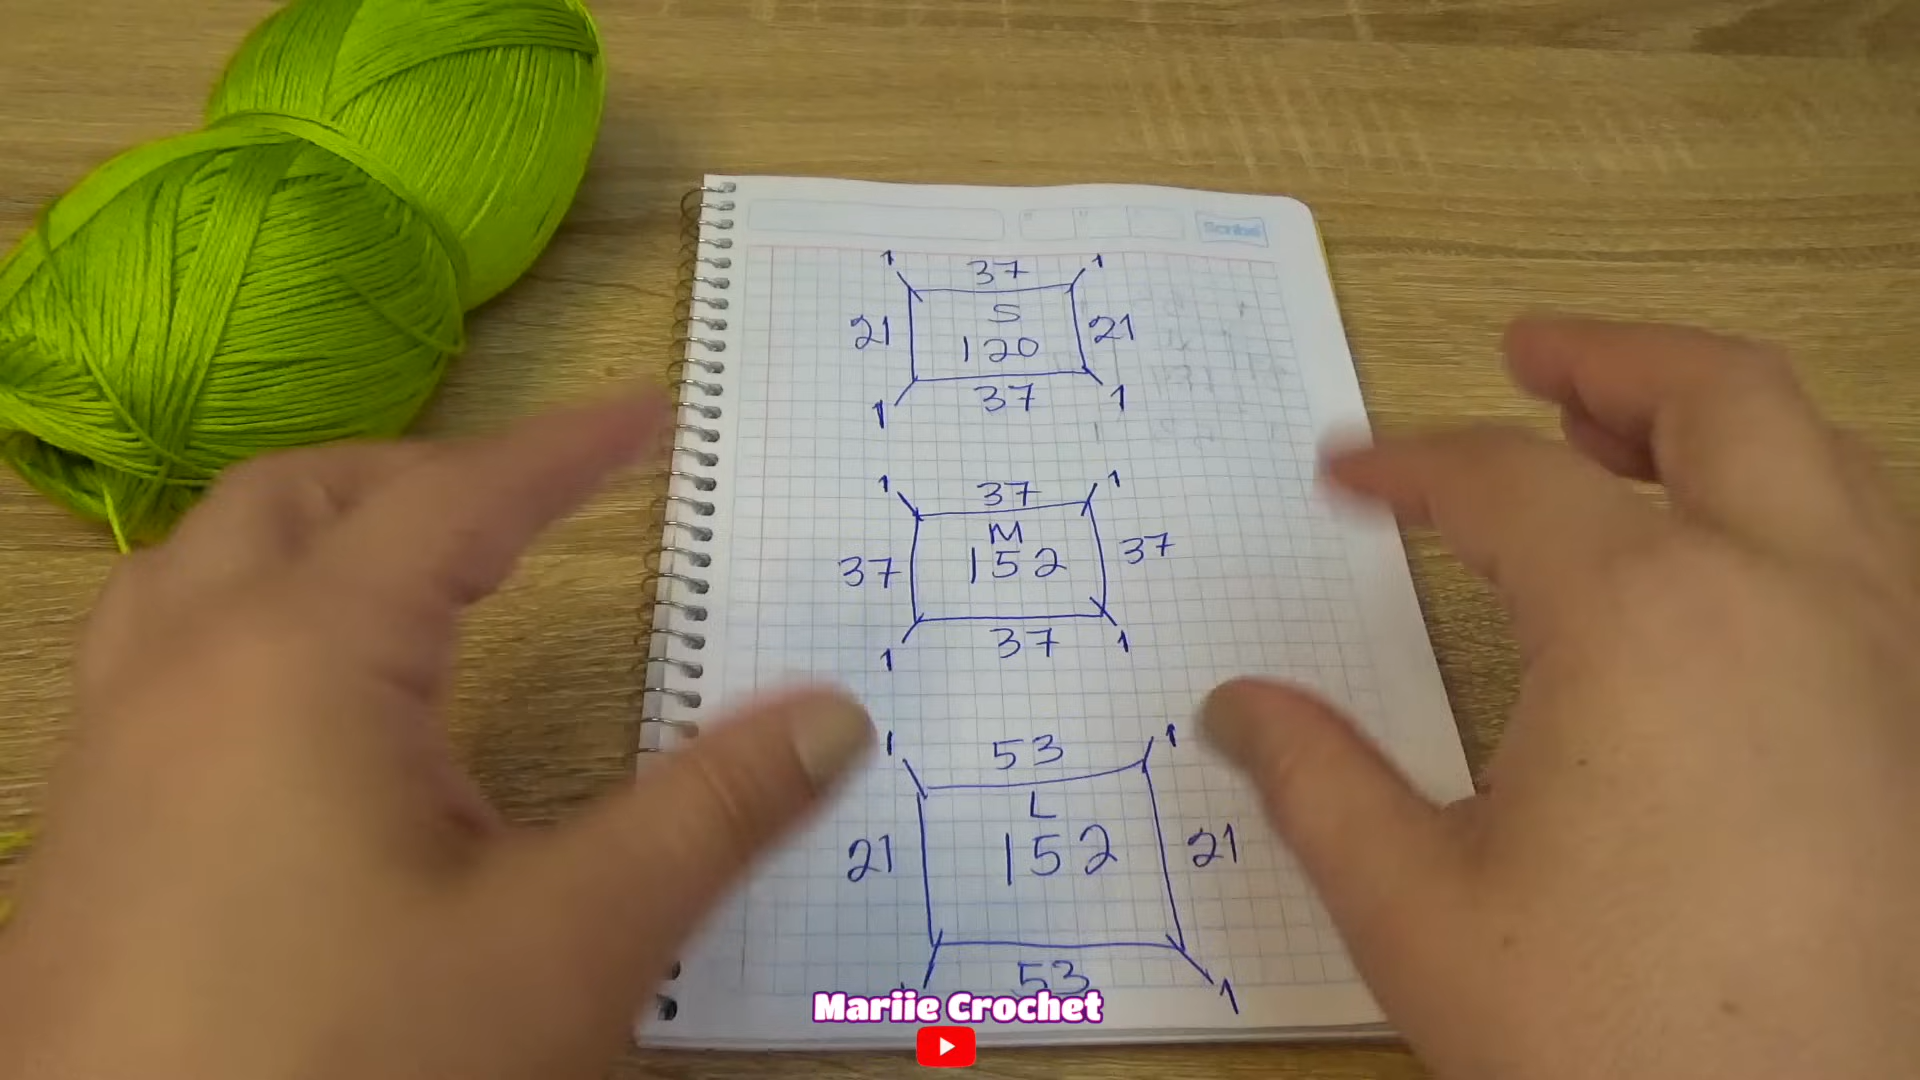 Scribe
1 37 1
S
21 120 21
1 37 1
1 37 1
M
37 152 37
1 37 1
1 53 1
L
21 152 21
53 1
Mariie Crochet